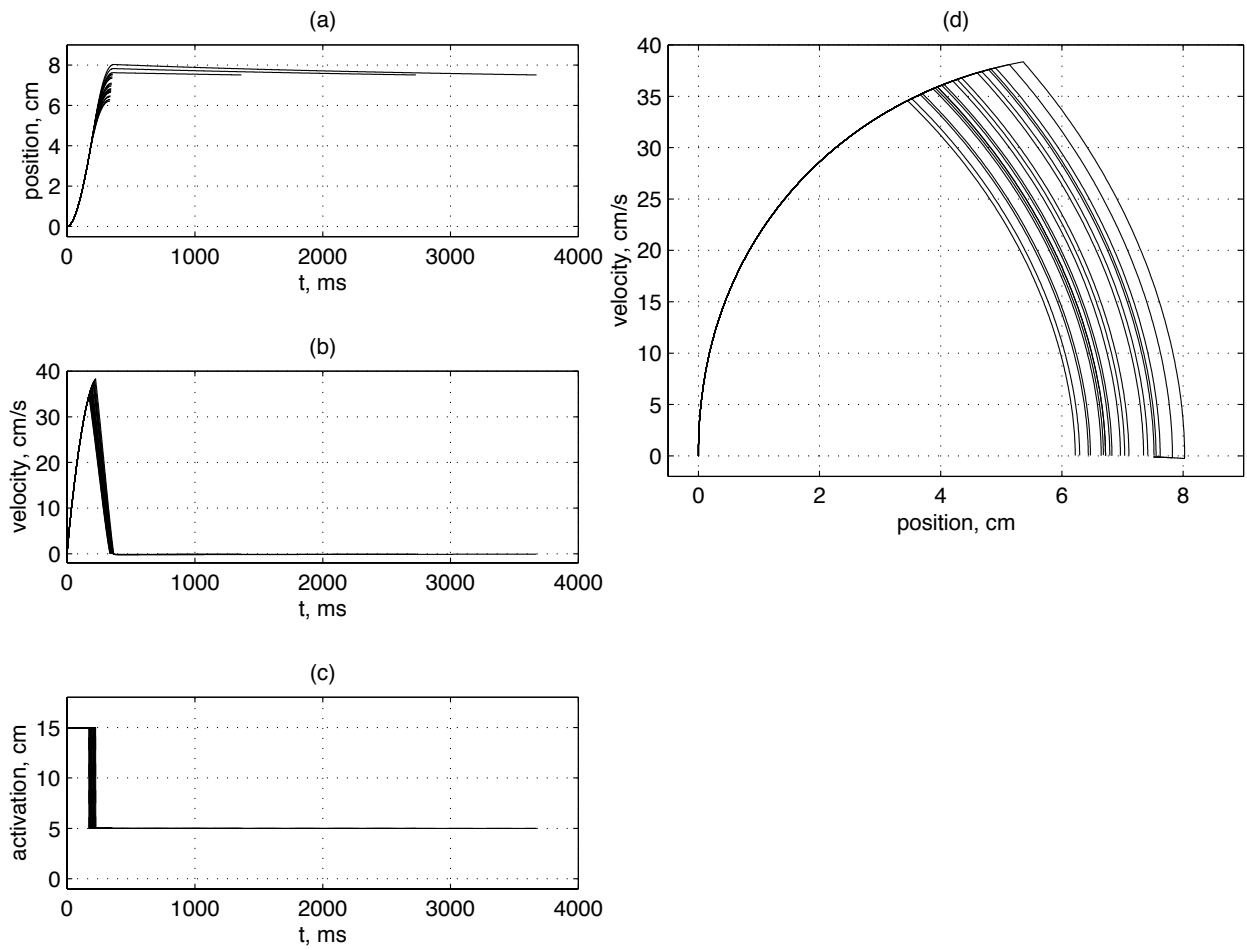 (a)
8
6
4
2
0
position, cm
0 1000 2000 3000 4000
t, ms
(b)
40
30
20
10
0
velocity, cm/s
0 1000 2000 3000 4000
t, ms
(c)
15
10
5
0
activation, cm
0 1000 2000 3000 4000
t, ms
(d)
40
35
30
25
20
15
10
5
0
velocity, cm/s
0 2 4 6 8
position, cm